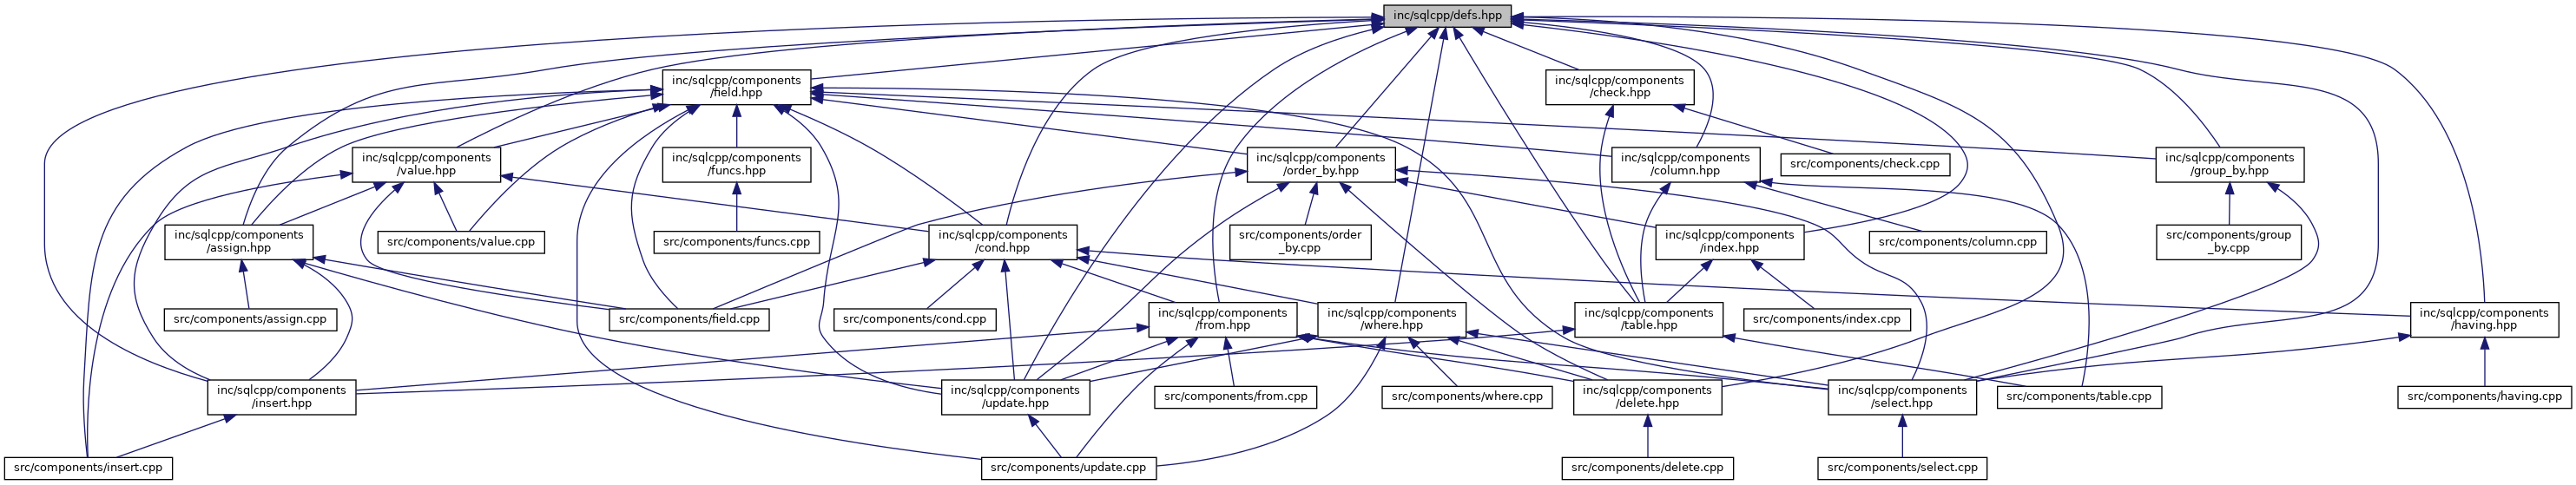 inc/sqlcpp/defs.hpp
inc/sqlcpp/components
/field.hpp
inc/sqlcpp/components
/check.hpp
inc/sqlcpp/components
/value.hpp
inc/sqlcpp/components
/funcs.hpp
inc/sqlcpp/components
/order_by.hpp
inc/sqlcpp/components
/column.hpp
src/components/check.cpp
inc/sqlcpp/components
/group_by.hpp
inc/sqlcpp/components
/assign.hpp
src/components/value.cpp
src/components/funcs.cpp
inc/sqlcpp/components
/cond.hpp
src/components/order
_by.cpp
inc/sqlcpp/components
/index.hpp
src/components/column.cpp
src/components/group
_by.cpp
src/components/assign.cpp
src/components/field.cpp
src/components/cond.cpp
inc/sqlcpp/components
/from.hpp
inc/sqlcpp/components
/where.hpp
inc/sqlcpp/components
/table.hpp
src/components/index.cpp
inc/sqlcpp/components
/having.hpp
inc/sqlcpp/components
/insert.hpp
inc/sqlcpp/components
/update.hpp
src/components/from.cpp
src/components/where.cpp
inc/sqlcpp/components
/delete.hpp
inc/sqlcpp/components
/select.hpp
src/components/table.cpp
src/components/having.cpp
src/components/insert.cpp
src/components/update.cpp
src/components/delete.cpp
src/components/select.cpp